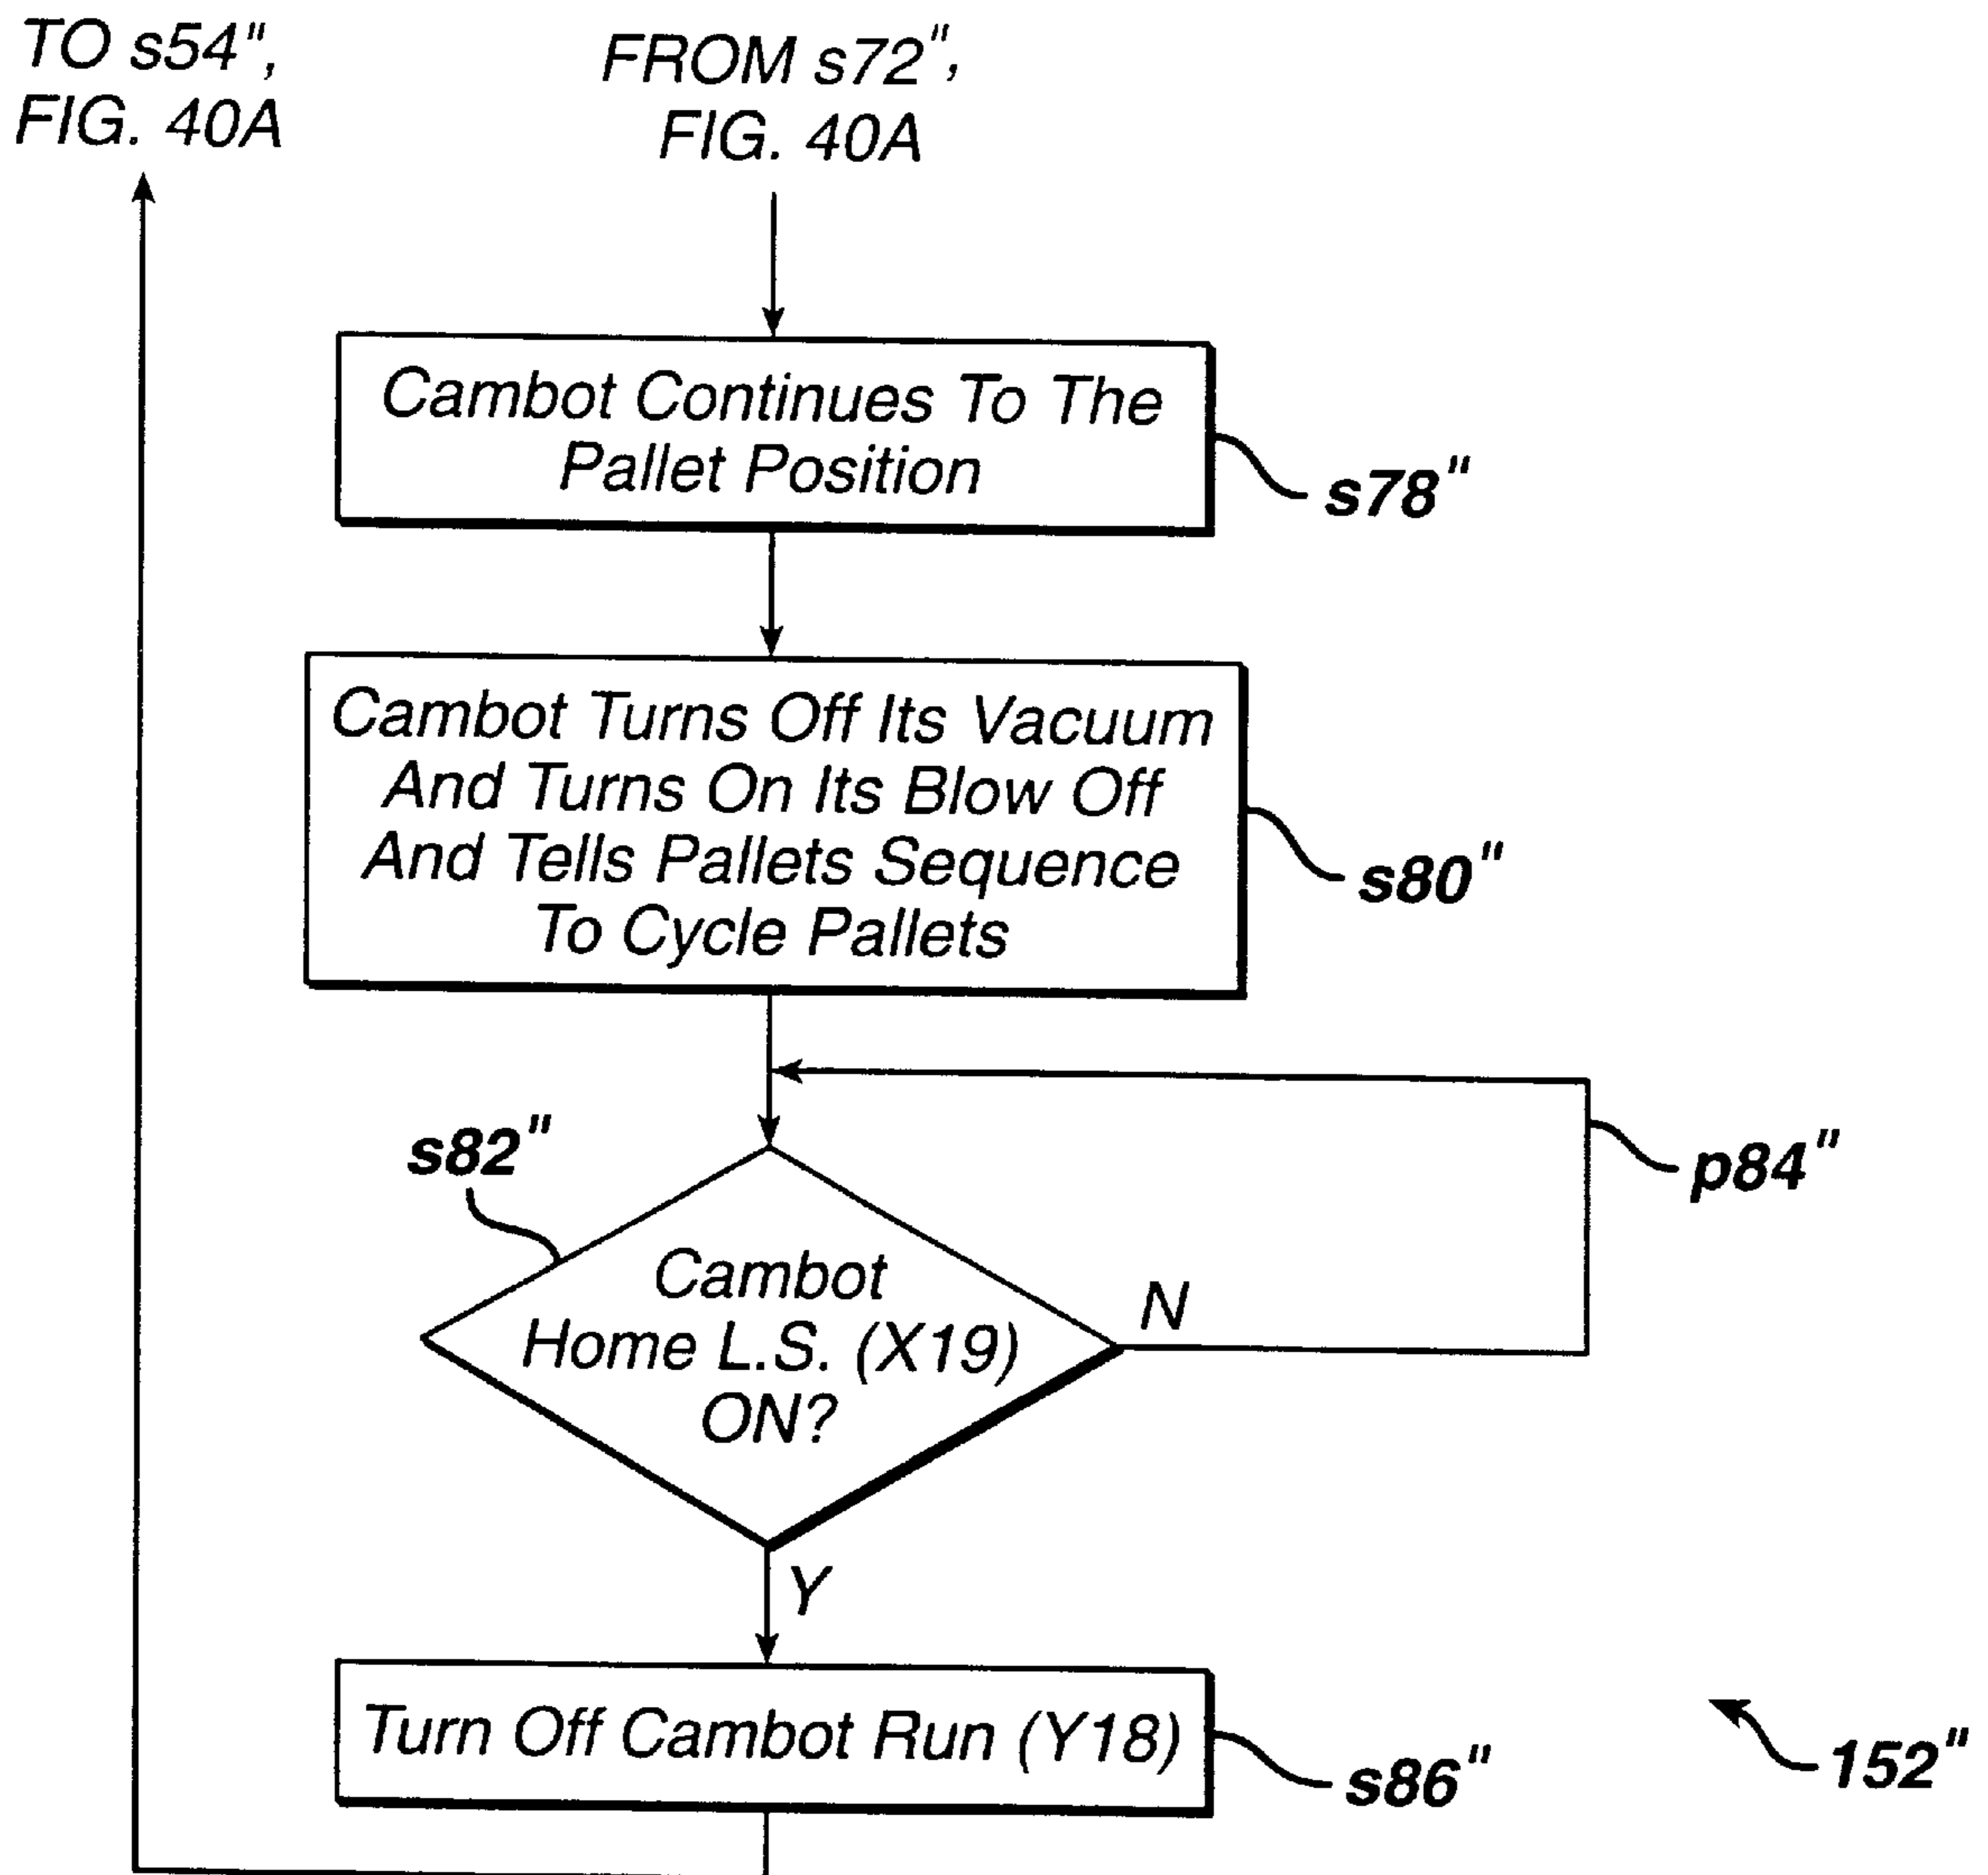 TO s54",
FIG. 40A
FROM s72",
FIG. 40A
Cambot Continues To The
Pallet Position
s78"
Cambot Turns Off Its Vacuum
And Turns On Its Blow Off
And Tells Pallets Sequence
To Cycle Pallets
s80"
p84"
s82"
Cambot
Home L.S. (X19)
ON?
N
Y
Turn Off Cambot Run (Y18)
s86"
152"